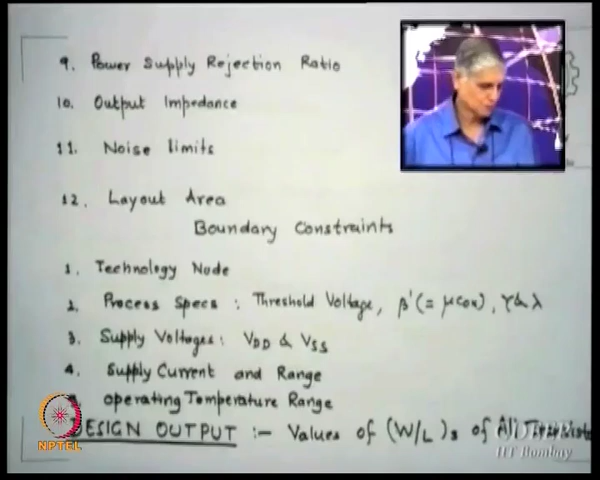 9. Power Supply Rejection Ratio
10. Output Impedance
11. Noise limits
12. Layout Area
Boundary Constraints
1. Technology Node
2. Process Specs : Threshold Voltage, β'(= μcox), γ & λ
3. Supply Voltages : VDD & VSS
4. Supply Current and Range
operating Temperature Range
DESIGN OUTPUT :- Values of (W/L)s of All
NPTEL
IIT Bombay